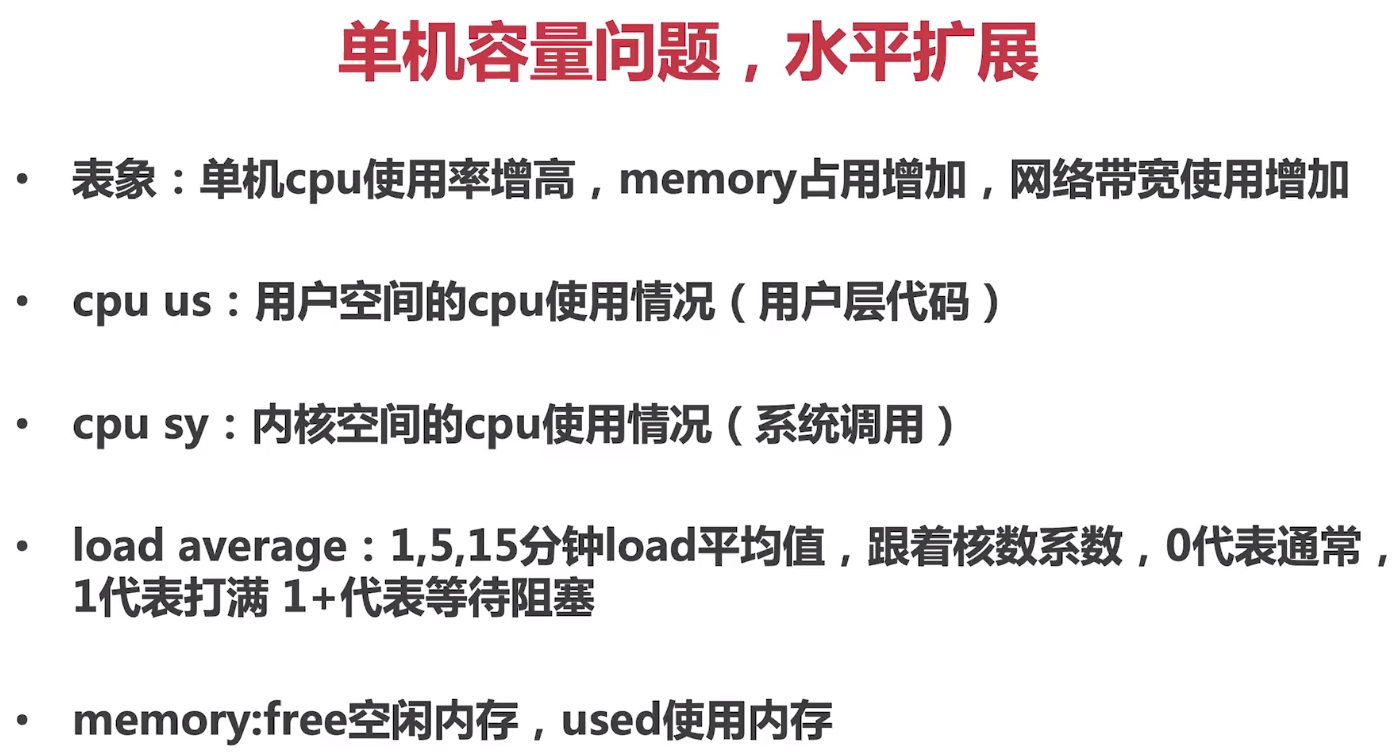 单机容量问题，水平扩展
• 表象：单机cpu使用率增高，memory占用增加，网络带宽使用增加
• cpu us：用户空间的cpu使用情况（用户层代码）
• cpu sy：内核空间的cpu使用情况（系统调用）
• load average：1,5,15分钟load平均值，跟着核数系数，0代表通常，
1代表打满 1+代表等待阻塞
• memory:free空闲内存，used使用内存